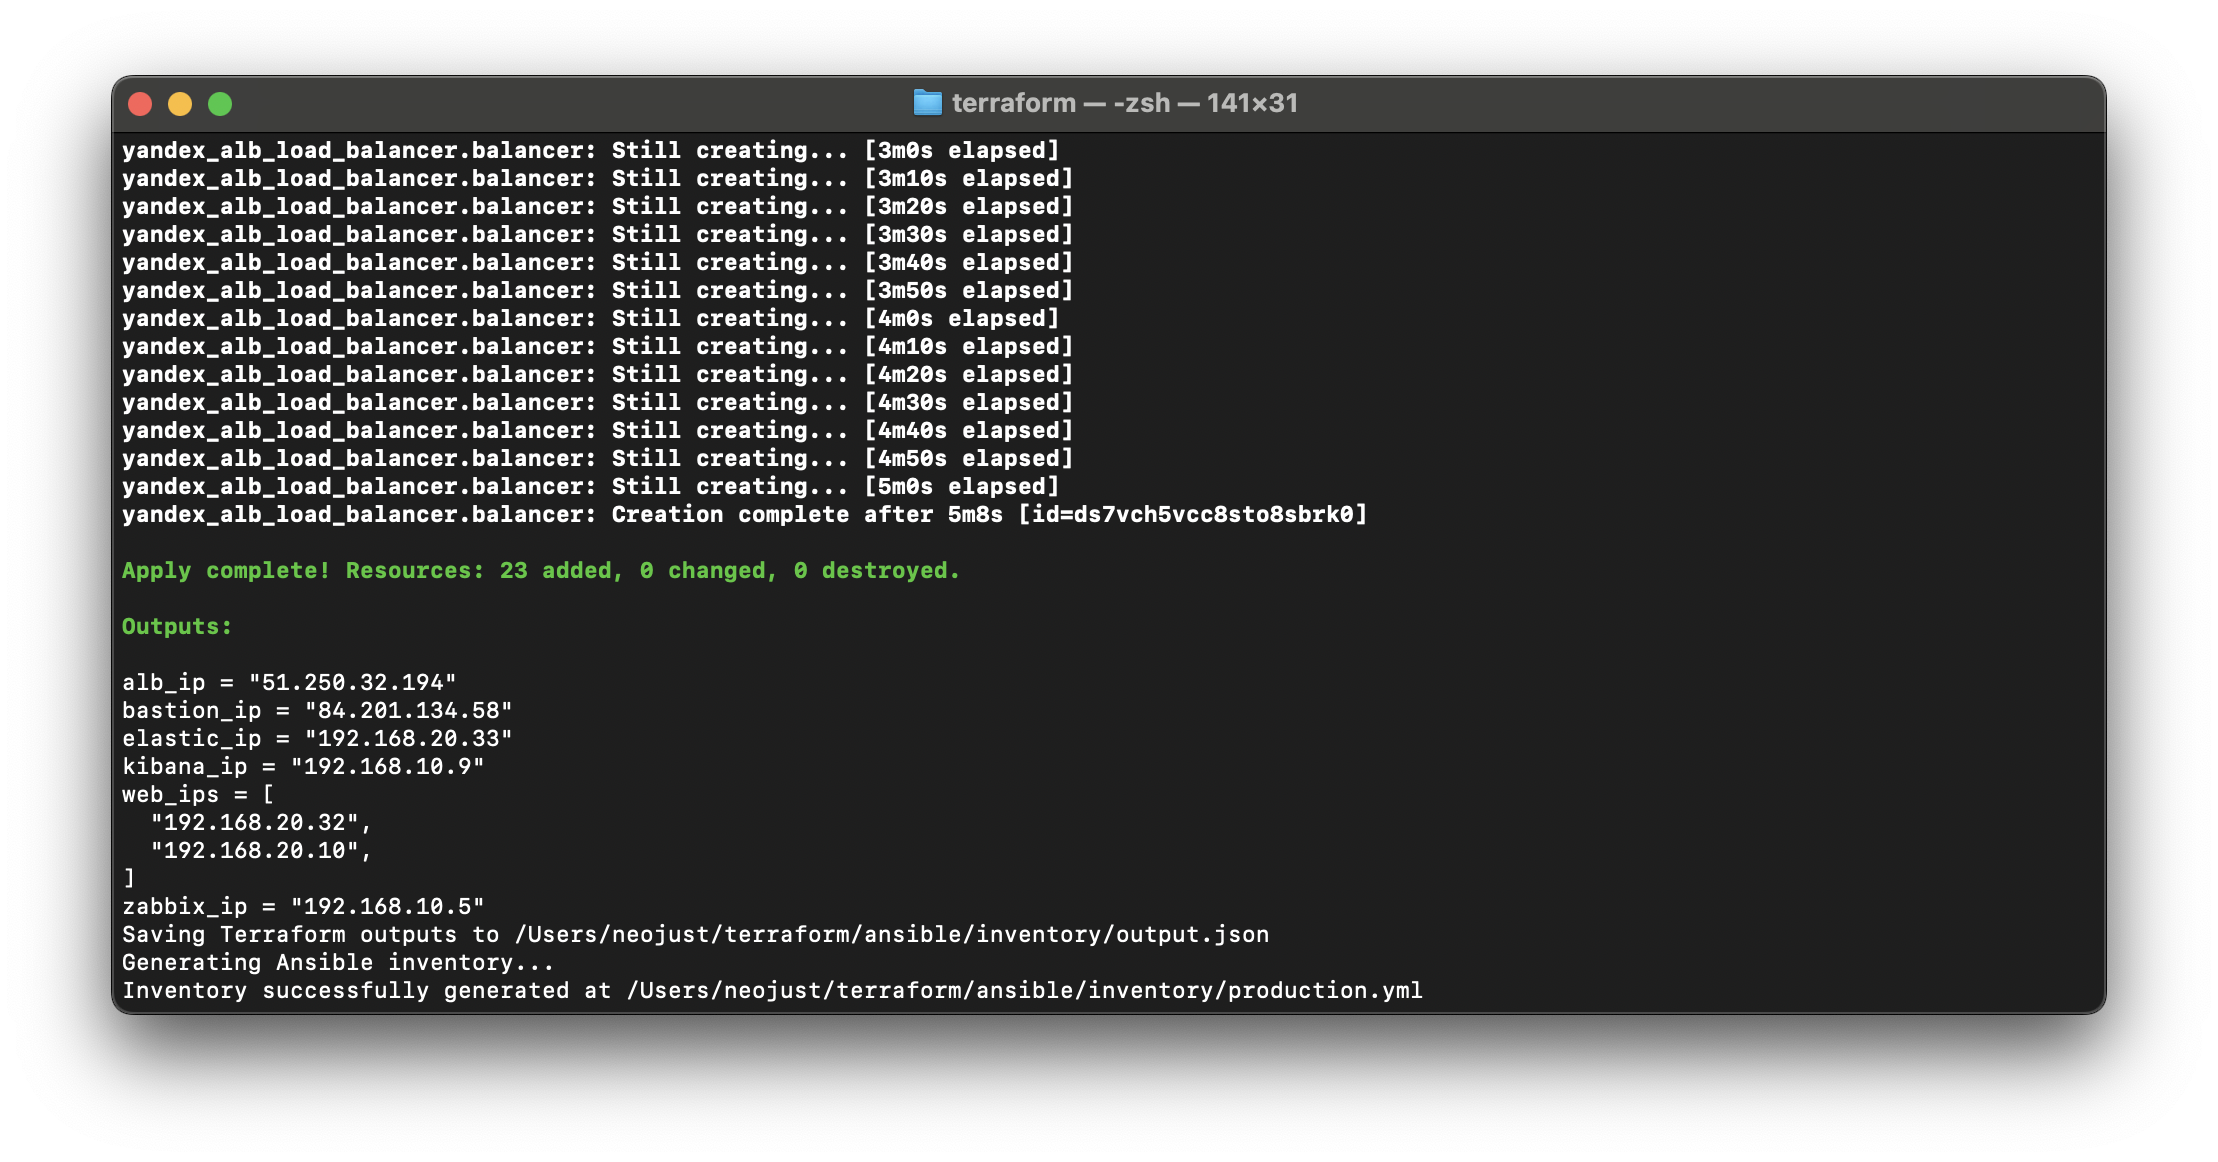 terraform — -zsh — 141×31
yandex_alb_load_balancer.balancer: Still creating... [3m0s elapsed]
yandex_alb_load_balancer.balancer: Still creating... [3m10s elapsed]
yandex_alb_load_balancer.balancer: Still creating... [3m20s elapsed]
yandex_alb_load_balancer.balancer: Still creating... [3m30s elapsed]
yandex_alb_load_balancer.balancer: Still creating... [3m40s elapsed]
yandex_alb_load_balancer.balancer: Still creating... [3m50s elapsed]
yandex_alb_load_balancer.balancer: Still creating... [4m0s elapsed]
yandex_alb_load_balancer.balancer: Still creating... [4m10s elapsed]
yandex_alb_load_balancer.balancer: Still creating... [4m20s elapsed]
yandex_alb_load_balancer.balancer: Still creating... [4m30s elapsed]
yandex_alb_load_balancer.balancer: Still creating... [4m40s elapsed]
yandex_alb_load_balancer.balancer: Still creating... [4m50s elapsed]
yandex_alb_load_balancer.balancer: Still creating... [5m0s elapsed]
yandex_alb_load_balancer.balancer: Creation complete after 5m8s [id=ds7vch5vcc8sto8sbrk0]
Apply complete! Resources: 23 added, 0 changed, 0 destroyed.
Outputs:
alb_ip = "51.250.32.194"
bastion_ip = "84.201.134.58"
elastic_ip = "192.168.20.33"
kibana_ip = "192.168.10.9"
web_ips = [
  "192.168.20.32",
  "192.168.20.10",
]
zabbix_ip = "192.168.10.5"
Saving Terraform outputs to /Users/neojust/terraform/ansible/inventory/output.json
Generating Ansible inventory...
Inventory successfully generated at /Users/neojust/terraform/ansible/inventory/production.yml